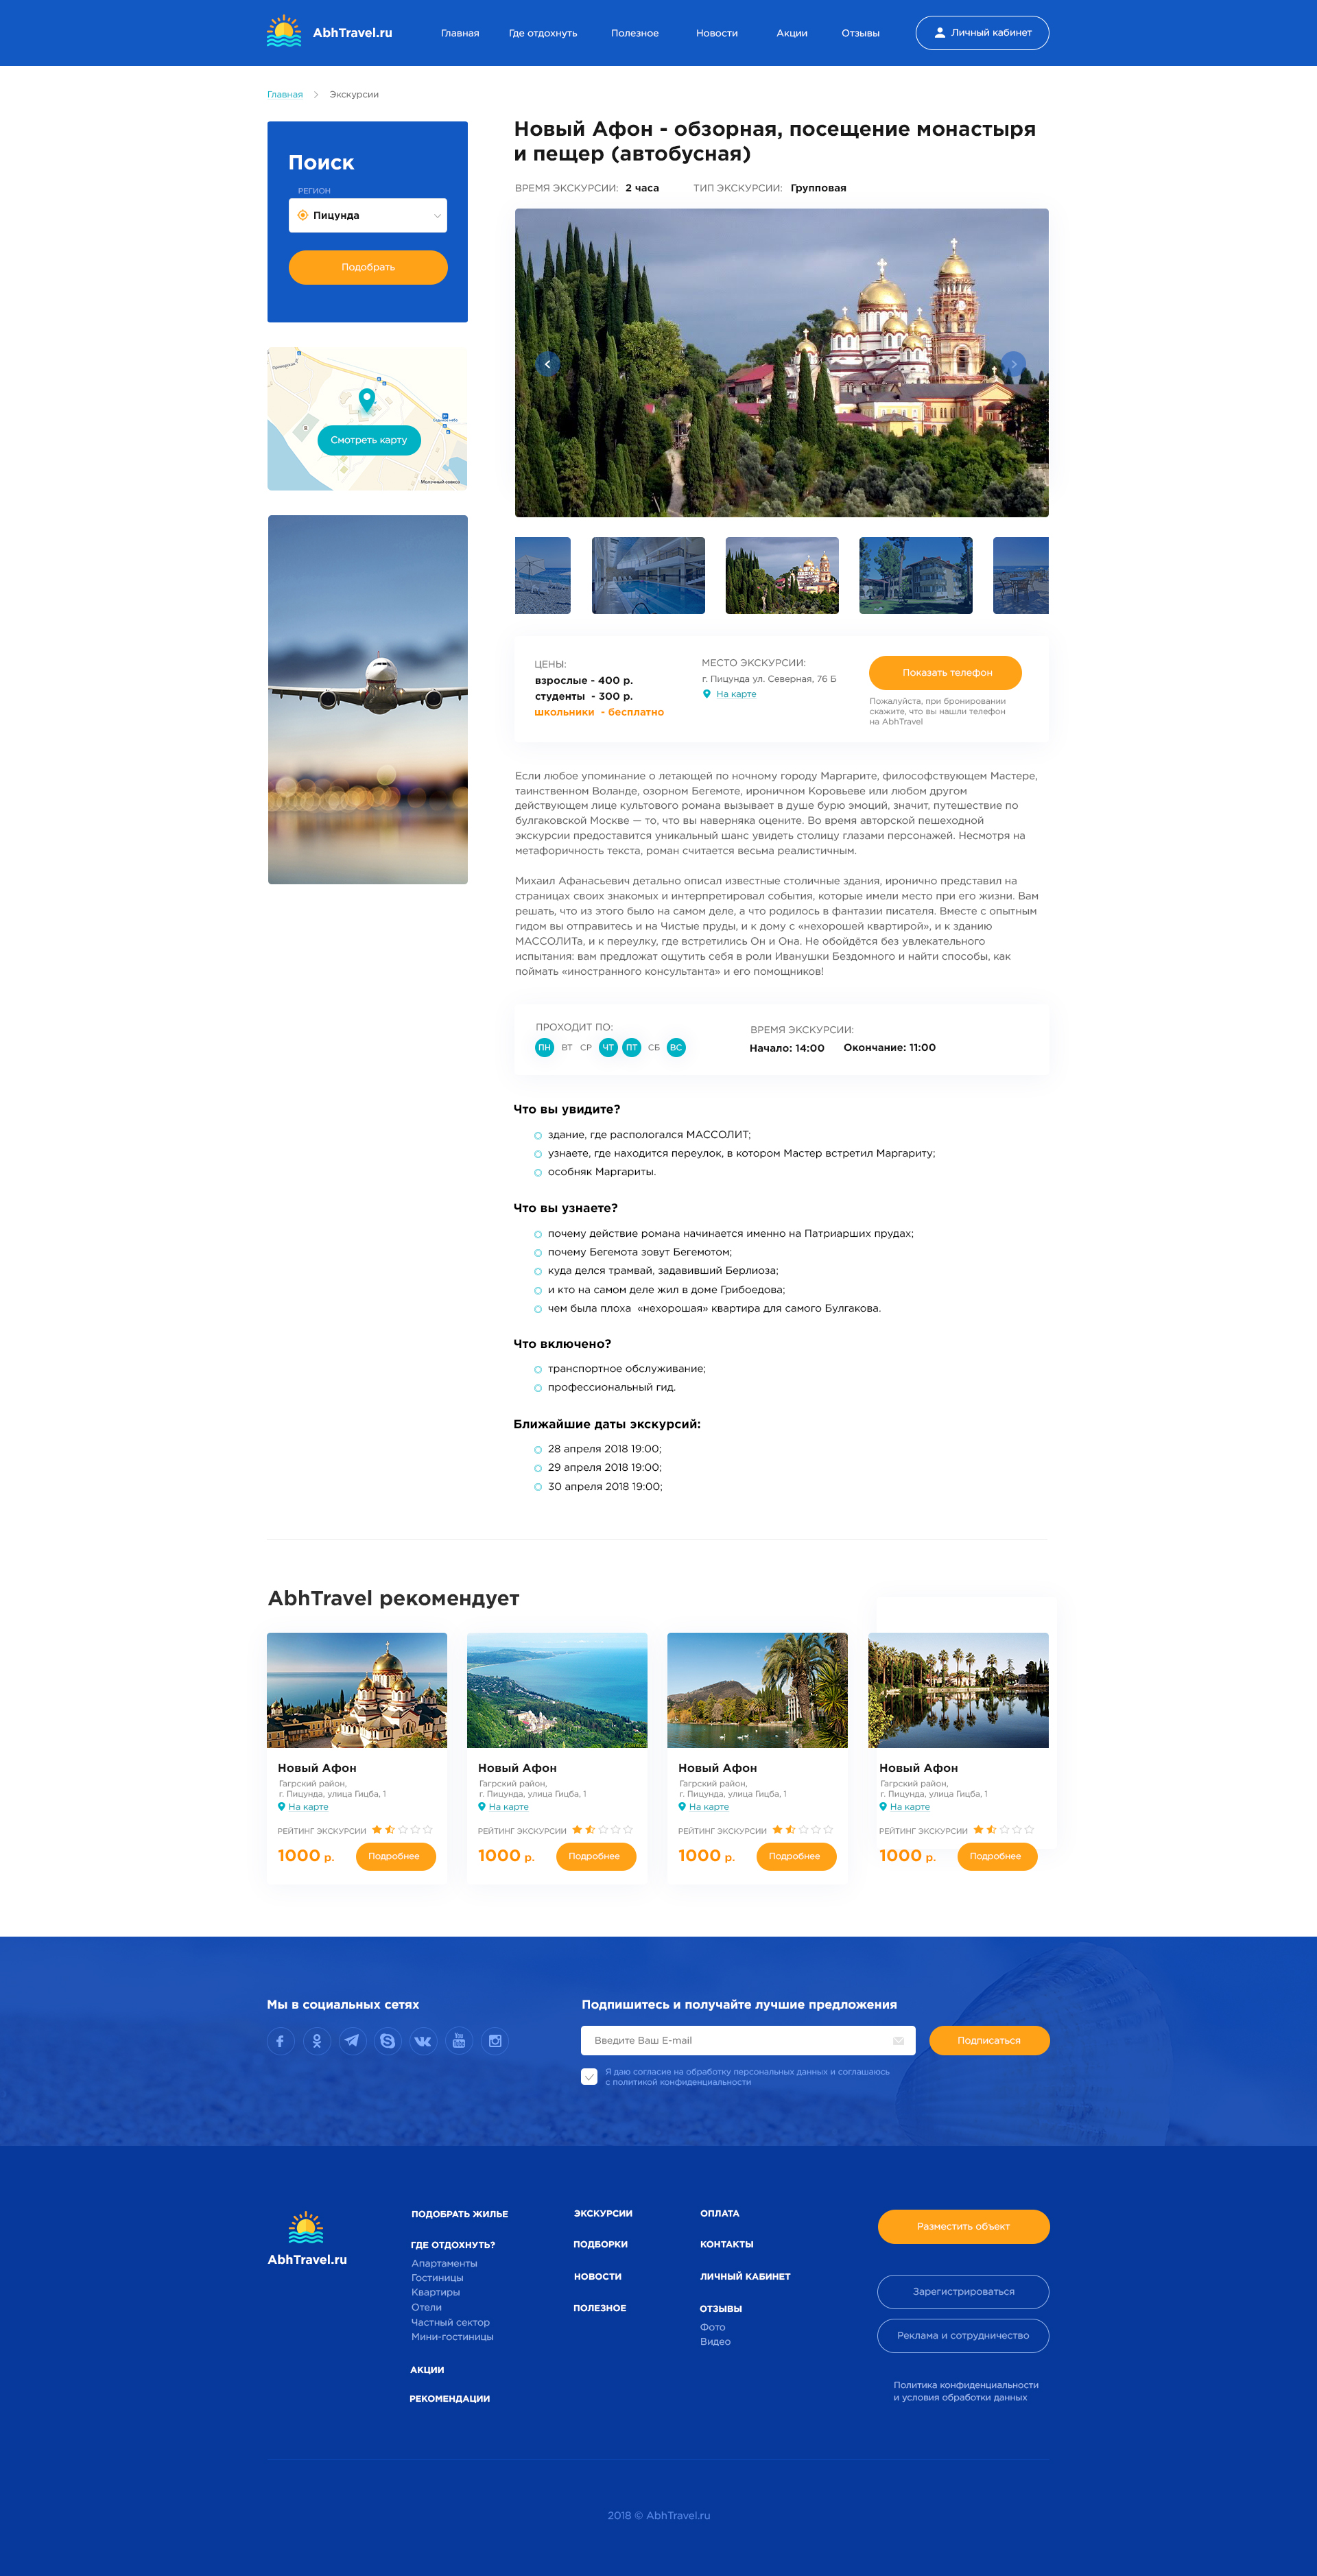 AbhTravel.ru
Главная
Где отдохнуть
Полезное
Новости
Акции
Отзывы
Личный кабинет
Главная
Экскурсии
Поиск
РЕГИОН
Пицунда
Подобрать
Смотреть карту
Молочный совхоз
Новый Афон - обзорная, посещение монастыря
и пещер (автобусная)
ВРЕМЯ ЭКСКУРСИИ: 2 часа
ТИП ЭКСКУРСИИ: Групповая
ЦЕНЫ:
взрослые - 400 р.
студенты - 300 р.
школьники - бесплатно
МЕСТО ЭКСКУРСИИ:
г. Пицунда ул. Северная, 76 Б
На карте
Показать телефон
Пожалуйста, при бронировании
скажите, что вы нашли телефон
на AbhTravel
Если любое упоминание о летающей по ночному городу Маргарите, философствующем Мастере,
таинственном Воланде, озорном Бегемоте, ироничном Коровьеве или любом другом
действующем лице культового романа вызывает в душе бурю эмоций, значит, путешествие по
булгаковской Москве — то, что вы наверняка оцените. Во время авторской пешеходной
экскурсии предоставится уникальный шанс увидеть столицу глазами персонажей. Несмотря на
метафоричность текста, роман считается весьма реалистичным.
Михаил Афанасьевич детально описал известные столичные здания, иронично представил на
страницах своих знакомых и интерпретировал события, которые имели место при его жизни. Вам
решать, что из этого было на самом деле, а что родилось в фантазии писателя. Вместе с опытным
гидом вы отправитесь и на Чистые пруды, и к дому с «нехорошей квартирой», и к зданию
МАССОЛИТа, и к переулку, где встретились Он и Она. Не обойдётся без увлекательного
испытания: вам предложат ощутить себя в роли Иванушки Бездомного и найти способы, как
поймать «иностранного консультанта» и его помощников!
ПРОХОДИТ ПО:
ПН ВТ СР ЧТ ПТ СБ ВС
ВРЕМЯ ЭКСКУРСИИ:
Начало: 14:00 Окончание: 11:00
Что вы увидите?
здание, где распологался МАССОЛИТ;
узнаете, где находится переулок, в котором Мастер встретил Маргариту;
особняк Маргариты.
Что вы узнаете?
почему действие романа начинается именно на Патриарших прудах;
почему Бегемота зовут Бегемотом;
куда делся трамвай, задавивший Берлиоза;
и кто на самом деле жил в доме Грибоедова;
чем была плоха «нехорошая» квартира для самого Булгакова.
Что включено?
транспортное обслуживание;
профессиональный гид.
Ближайшие даты экскурсий:
28 апреля 2018 19:00;
29 апреля 2018 19:00;
30 апреля 2018 19:00;
AbhTravel рекомендует
Новый Афон
Гагрский район,
г. Пицунда, улица Гицба, 1
На карте
РЕЙТИНГ ЭКСКУРСИИ
1000 р.
Подробнее
Новый Афон
Гагрский район,
г. Пицунда, улица Гицба, 1
На карте
РЕЙТИНГ ЭКСКУРСИИ
1000 р.
Подробнее
Новый Афон
Гагрский район,
г. Пицунда, улица Гицба, 1
На карте
РЕЙТИНГ ЭКСКУРСИИ
1000 р.
Подробнее
Новый Афон
Гагрский район,
г. Пицунда, улица Гицба, 1
На карте
РЕЙТИНГ ЭКСКУРСИИ
1000 р.
Подробнее
Мы в социальных сетях
Подпишитесь и получайте лучшие предложения
Введите Ваш E-mail
Подписаться
Я даю согласие на обработку персональных данных и соглашаюсь
с политикой конфиденциальности
AbhTravel.ru
ПОДОБРАТЬ ЖИЛЬЕ
ГДЕ ОТДОХНУТЬ?
Апартаменты
Гостиницы
Квартиры
Отели
Частный сектор
Мини-гостиницы
АКЦИИ
РЕКОМЕНДАЦИИ
ЭКСКУРСИИ
ПОДБОРКИ
НОВОСТИ
ПОЛЕЗНОЕ
ОПЛАТА
КОНТАКТЫ
ЛИЧНЫЙ КАБИНЕТ
ОТЗЫВЫ
Фото
Видео
Разместить объект
Зарегистрироваться
Реклама и сотрудничество
Политика конфиденциальности
и условия обработки данных
2018 © AbhTravel.ru